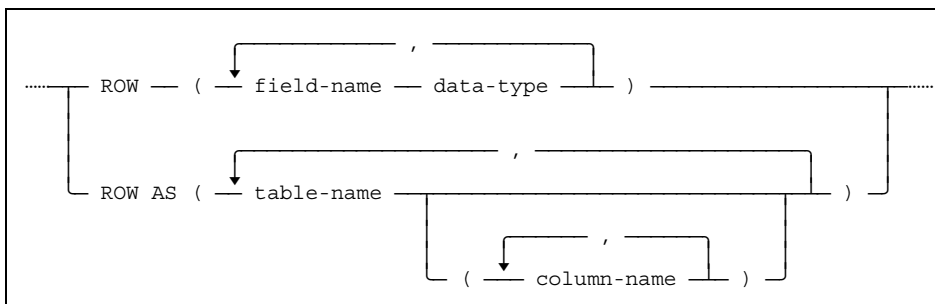 ,
ROW ( field-name data-type )
,
ROW AS ( table-name )
,
( column-name )